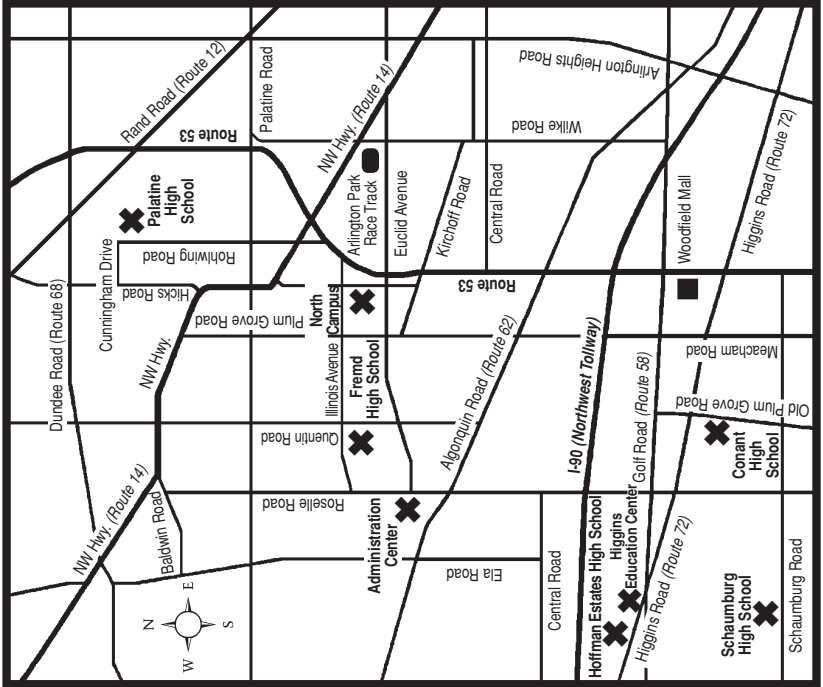 Rand Road (Route 12)
Palatine Road
NW Hwy. (Route 14)
Arlington Heights Road
Wilke Road
Route 53
Palatine
High
School
Arlington Park
Race Track
Euclid Avenue
Kirchoff Road
Central Road
Woodfield Mall
Higgins Road (Route 72)
Rohlwing Road
Cunningham Drive
Hicks Road
Dundee Road (Route 68)
Plum Grove Road
North
Campus
Route 53
NW Hwy.
Illinois Avenue
Fremd
High School
Algonquin Road (Route 62)
I-90 (Northwest Tollway)
Golf Road (Route 58)
Meacham Road
Old Plum Grove Road
Quentin Road
Conant
High
School
NW Hwy. (Route 14)
Baldwin Road
Roselle Road
Administration
Center
Ela Road
Central Road
Hoffman Estates High School
Higgins
Education Center
Higgins Road (Route 72)
Schaumburg
High School
Schaumburg Road
N
E
S
W